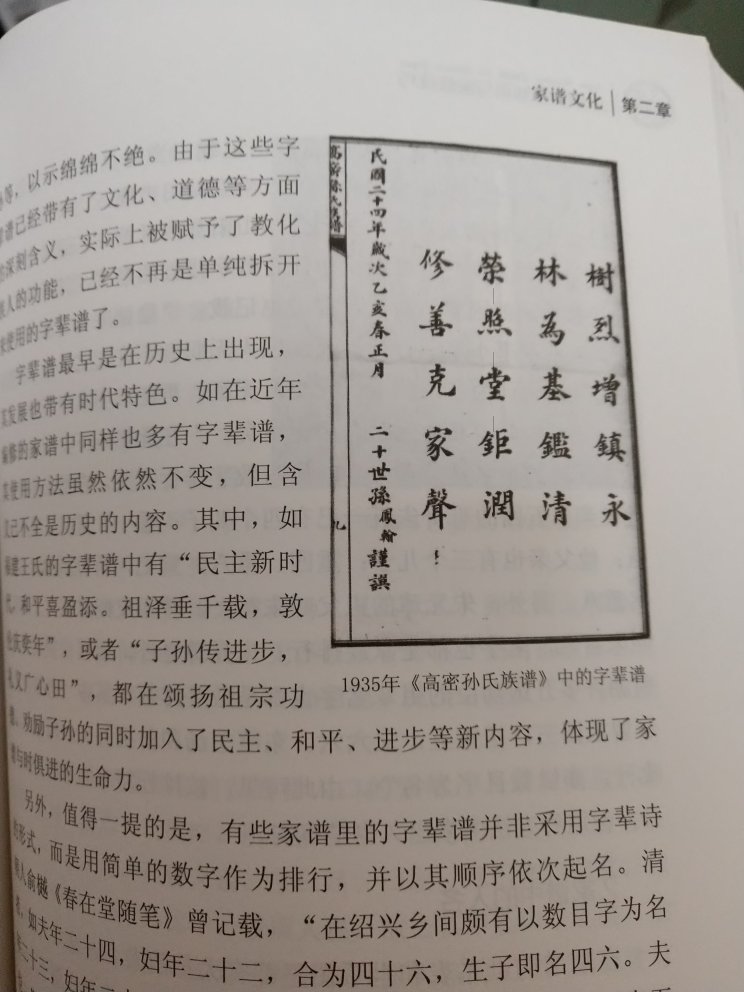 家谱文化 | 第二章
等，以示绵绵不绝。由于这些字
谱已经带有了文化、道德等方面
深刻含义，实际上被赋予了教化
人的功能，已经不再是单纯拆开
使用的字辈谱了。
字辈谱最早是在历史上出现，
其发展也带有时代特色。如在近年
编修的家谱中同样也多有字辈谱，
其使用方法虽然依然不变，但含
已不全是历史的内容。其中，如
福建王氏的字辈谱中有“民主新时
代，和平喜盈添。祖泽垂千载，敦
庆奕年”，或者“子孙传进步，
礼义广心田”，都在颂扬祖宗功
、劝励子孙的同时加入了民主、和平、进步等新内容，体现了家
谱与时俱进的生命力。
樹烈增鎮永
林為基鑑清
榮照堂鉅潤
修善克家聲！
民國二十四年歲次乙亥春正月 二十世孫鳳翰謹譔
高密孫氏族譜
九
1935年《高密孙氏族谱》中的字辈谱
另外，值得一提的是，有些家谱里的字辈谱并非采用字辈诗
的形式，而是用简单的数字作为排行，并以其顺序依次起名。清
人俞樾《春在堂随笔》曾记载，“在绍兴乡间颇有以数目字为名
者，如夫年二十四，妇年二十二，合为四十六，生子即名四六。夫
二十三，妇年二